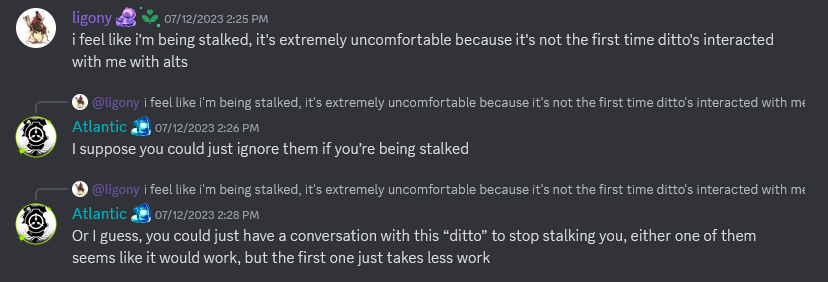 ligony 07/12/2023 2:25 PM
i feel like i'm being stalked, it's extremely uncomfortable because it's not the first time ditto's interacted
with me with alts
@ligony i feel like i'm being stalked, it's extremely uncomfortable because it's not the first time ditto's interacted with me
Atlantic 07/12/2023 2:26 PM
I suppose you could just ignore them if you’re being stalked
@ligony i feel like i'm being stalked, it's extremely uncomfortable because it's not the first time ditto's interacted with me
Atlantic 07/12/2023 2:28 PM
Or I guess, you could just have a conversation with this “ditto” to stop stalking you, either one of them
seems like it would work, but the first one just takes less work